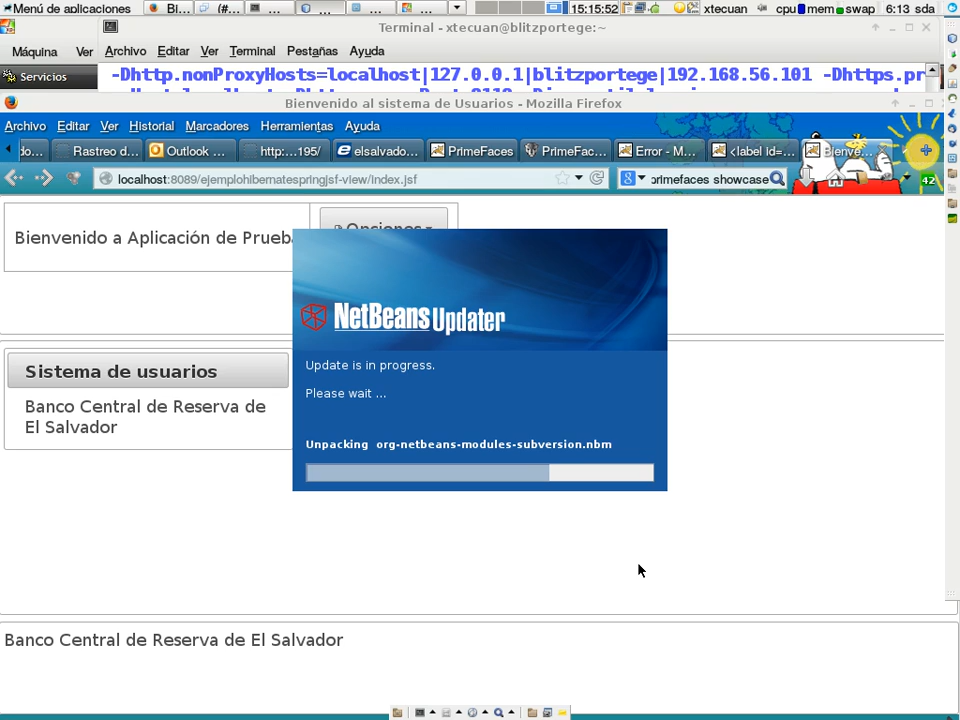 Menú de aplicaciones
Bi...
(#...
...
...
...
...
15:15:52
xtecuan
cpu
mem
swap
6:13
sda
Terminal - xtecuan@blitzportege:~
Máquina Ver
Archivo Editar Ver Terminal Pestañas Ayuda
Servicios
-Dhttp.nonProxyHosts=localhost|127.0.0.1|blitzportege|192.168.56.101 -Dhttps.pr
Bienvenido al sistema de Usuarios - Mozilla Firefox
Archivo Editar Ver Historial Marcadores Herramientas Ayuda
do...
Rastreo d...
Outlook ...
http:...195/
elsalvado...
PrimeFaces
PrimeFac...
Error - M...
<label id=...
Bienve...
localhost:8089/ejemplohibernatespringjsf-view/index.jsf
primefaces showcase
42
Bienvenido a Aplicación de Prueba
Opciones
NetBeans Updater
Update is in progress.
Please wait ...
Unpacking org-netbeans-modules-subversion.nbm
Sistema de usuarios
Banco Central de Reserva de
El Salvador
Banco Central de Reserva de El Salvador